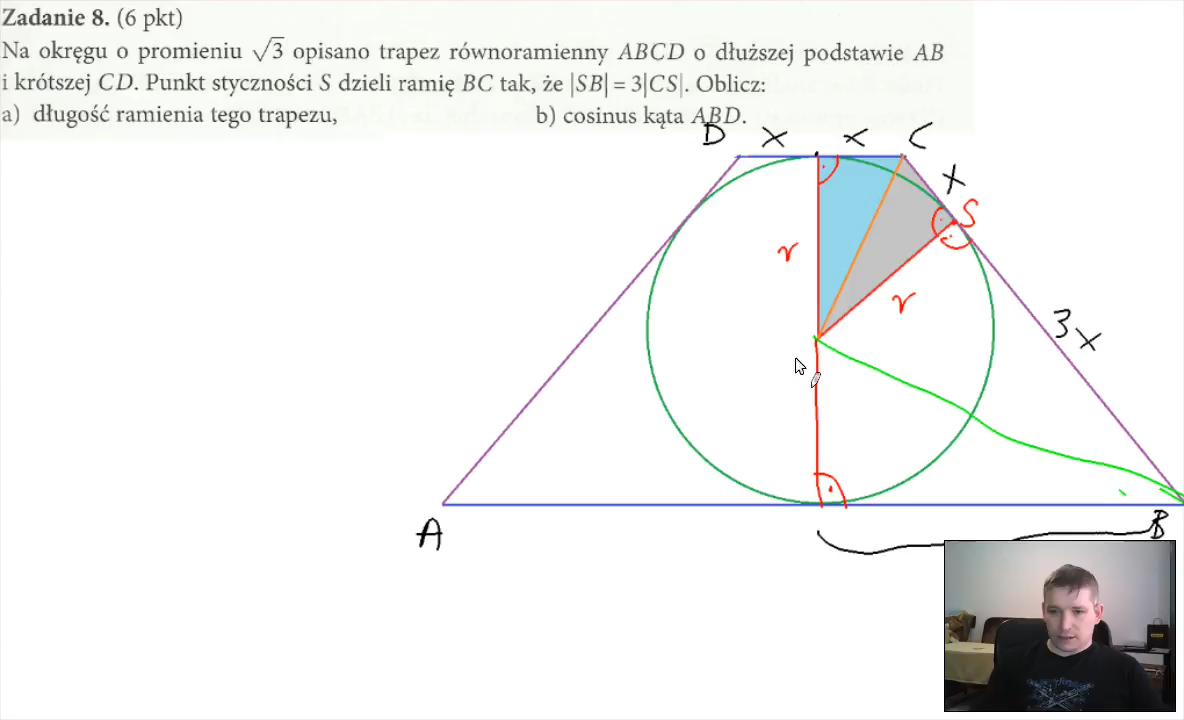 Zadanie 8. (6 pkt)
Na okręgu o promieniu √3 opisano trapez równoramienny ABCD o dłuższej podstawie AB
i krótszej CD. Punkt styczności S dzieli ramię BC tak, że |SB| = 3|CS|. Oblicz:
a) długość ramienia tego trapezu, b) cosinus kąta ABD.
D x x C
x
S
r
r
3x
A B